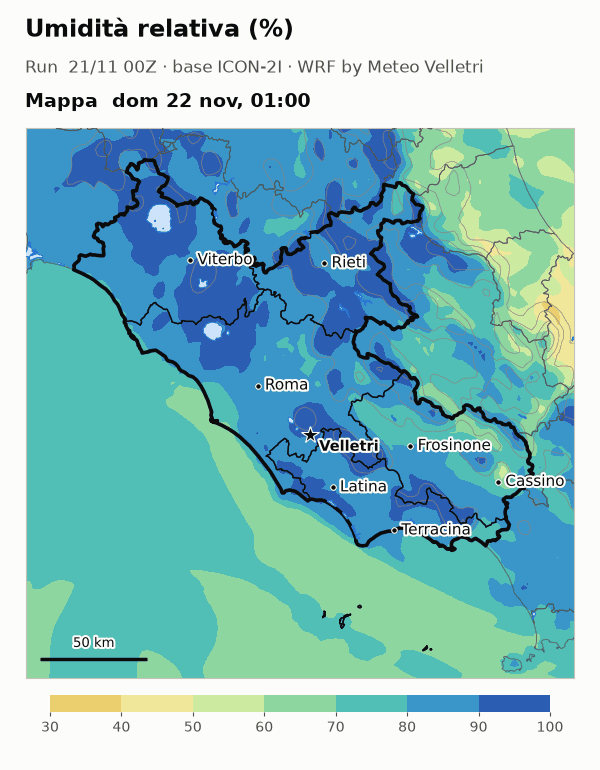 Umidità relativa (%)
Run 21/11 00Z · base ICON-2I · WRF by Meteo Velletri
Mappa dom 22 nov, 01:00
Viterbo
Rieti
Roma
Velletri
Frosinone
Cassino
Latina
Terracina
50 km
30 40 50 60 70 80 90 100